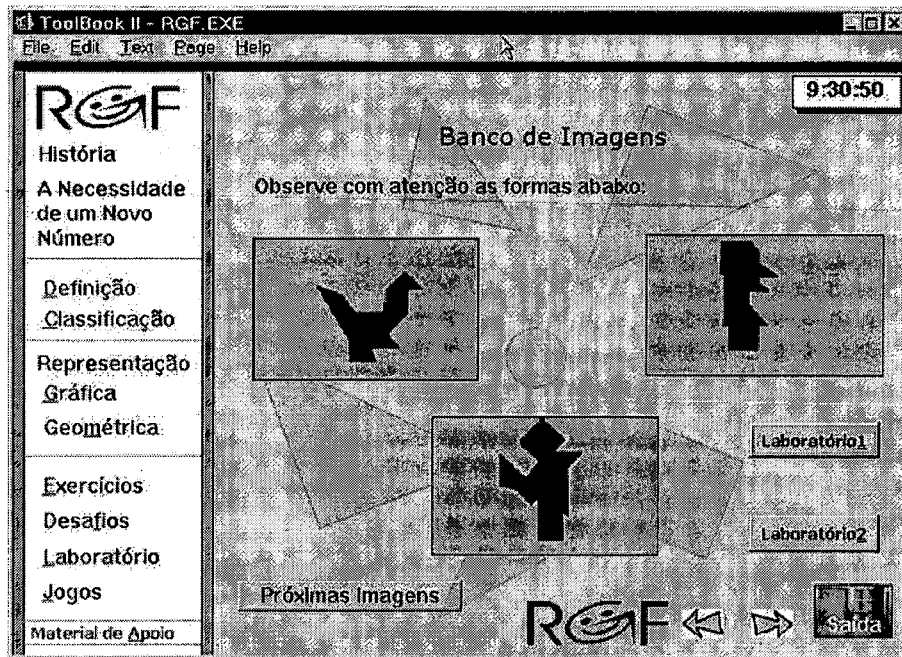 ToolBook II - RGF.EXE
File Edit Text Page Help
9:30:50
RGF
História
A Necessidade
de um Novo
Número
Definição
Classificação
Representação
Gráfica
Geométrica
Exercícios
Desafios
Laboratório
Jogos
Material de Apoio
Banco de Imagens
Observe com atenção as formas abaixo:
Laboratório1
Laboratório2
Próximas Imagens
RGF
Saída